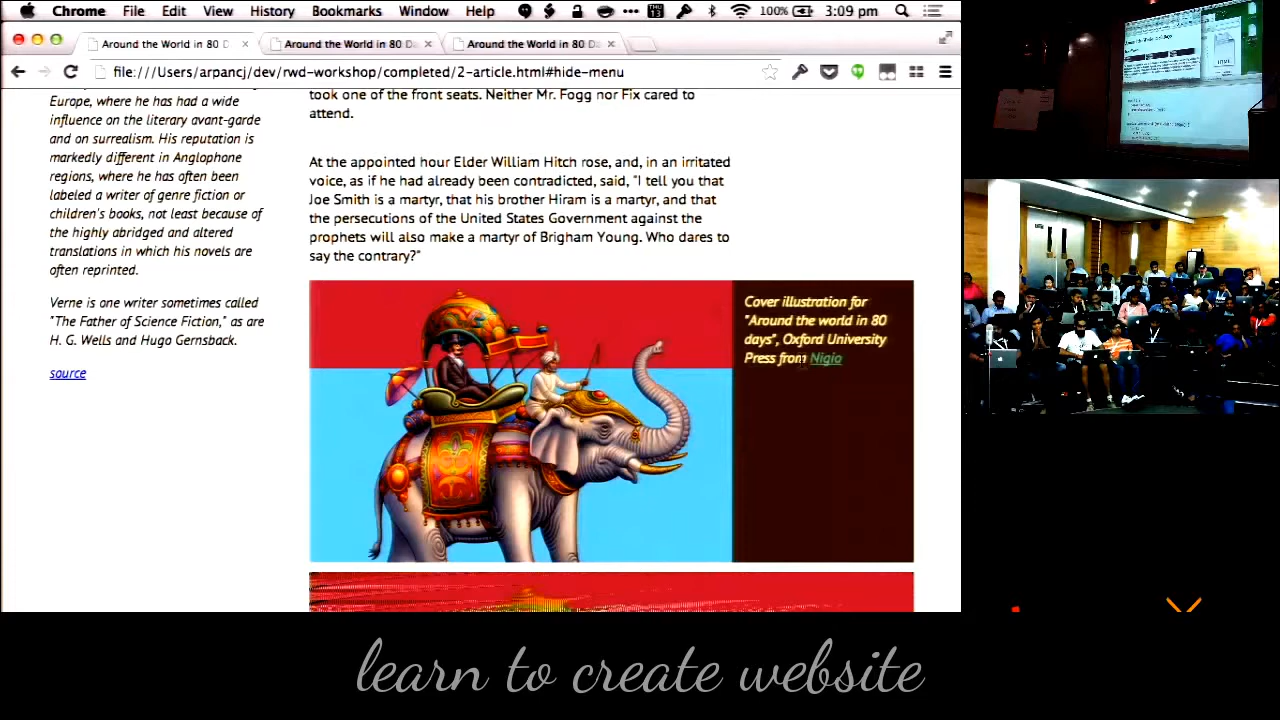 Chrome File Edit View History Bookmarks Window Help
THU
13
100%
3:09 pm
Around the World in 80 D
Around the World in 80 Da
Around the World in 80 Da
file:///Users/arpancj/dev/rwd-workshop/completed/2-article.html#hide-menu
Europe, where he has had a wide
influence on the literary avant-garde
and on surrealism. His reputation is
markedly different in Anglophone
regions, where he has often been
labeled a writer of genre fiction or
children's books, not least because of
the highly abridged and altered
translations in which his novels are
often reprinted.
Verne is one writer sometimes called
"The Father of Science Fiction," as are
H. G. Wells and Hugo Gernsback.
source
took one of the front seats. Neither Mr. Fogg nor Fix cared to
attend.
At the appointed hour Elder William Hitch rose, and, in an irritated
voice, as if he had already been contradicted, said, "I tell you that
Joe Smith is a martyr, that his brother Hiram is a martyr, and that
the persecutions of the United States Government against the
prophets will also make a martyr of Brigham Young. Who dares to
say the contrary?"
Cover illustration for
"Around the world in 80
days", Oxford University
Press from Nigio
learn to create website